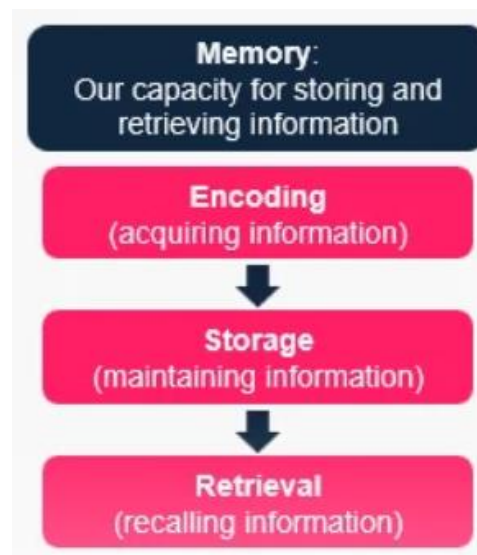 Memory:
Our capacity for storing and
retrieving information
Encoding
(acquiring information)
Storage
(maintaining information)
Retrieval
(recalling information)